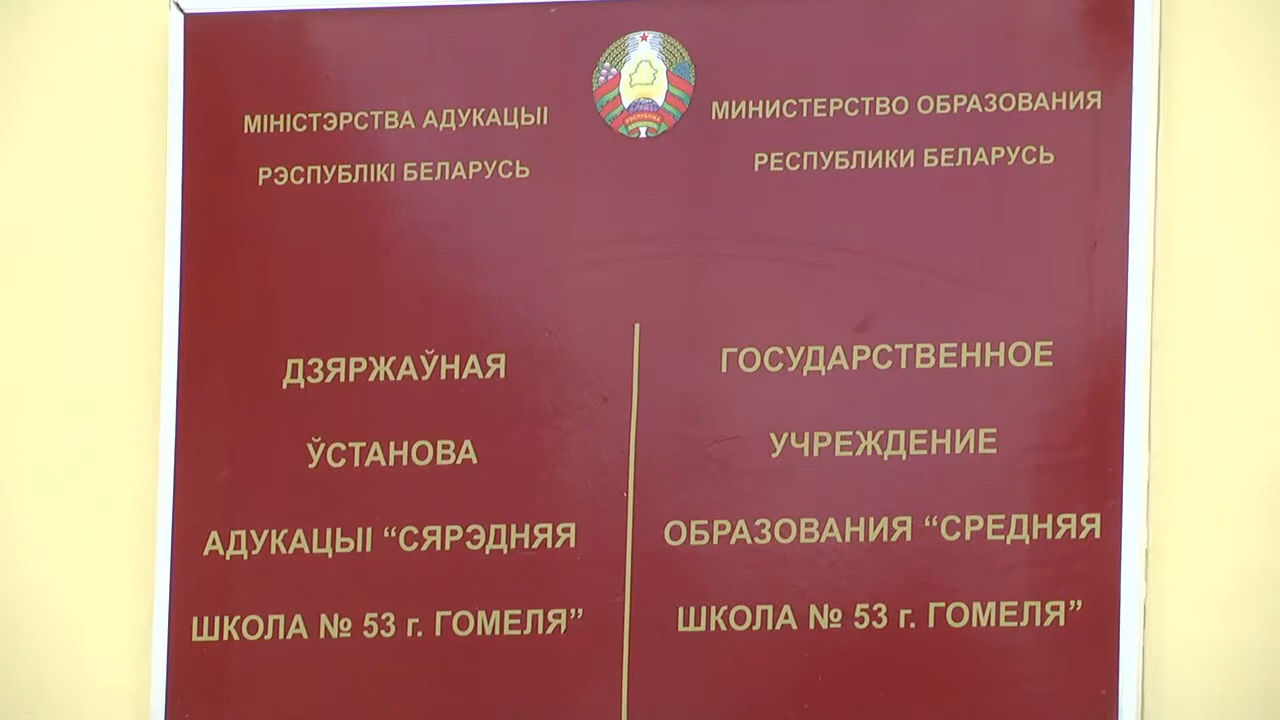 МІНІСТЭРСТВА АДУКАЦЫІ
РЭСПУБЛІКІ БЕЛАРУСЬ
МИНИСТЕРСТВО ОБРАЗОВАНИЯ
РЕСПУБЛИКИ БЕЛАРУСЬ
ДЗЯРЖАЎНАЯ
ЎСТАНОВА
АДУКАЦЫІ “СЯРЭДНЯЯ
ШКОЛА № 53 г. ГОМЕЛЯ”
ГОСУДАРСТВЕННОЕ
УЧРЕЖДЕНИЕ
ОБРАЗОВАНИЯ “СРЕДНЯЯ
ШКОЛА № 53 г. ГОМЕЛЯ”